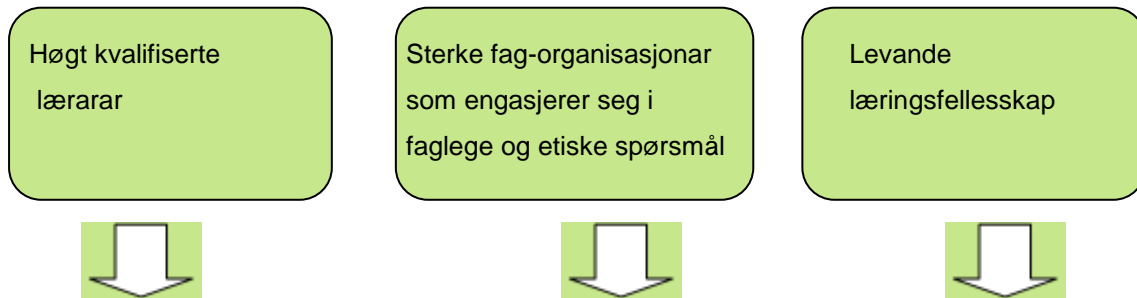 Høgt kvalifiserte
lærarar
Sterke fag-organisasjonar
som engasjerer seg i
faglege og etiske spørsmål
Levande
læringsfellesskap